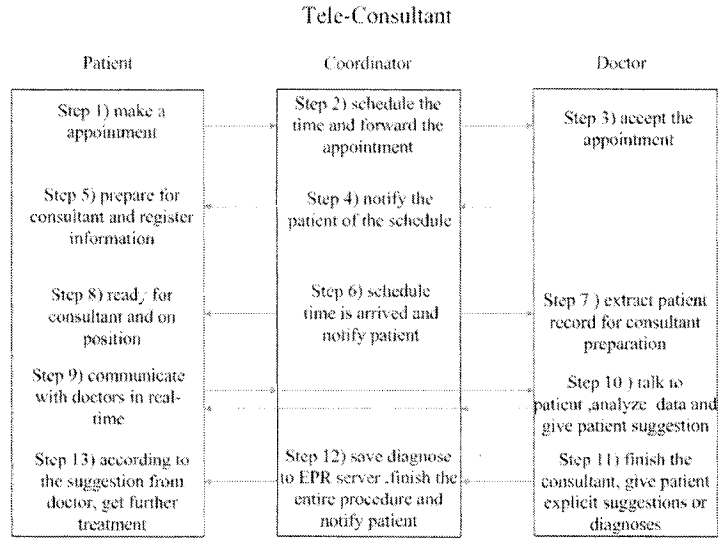 Tele-Consultant
Patient
Coordinator
Doctor
Step 1) make a
appointment
Step 2) schedule the
time and forward the
appointment
Step 3) accept the
appointment
Step 5) prepare for
consultant and register
information
Step 4) notify the
patient of the schedule
Step 8) ready for
consultant and on
position
Step 6) schedule
time is arrived and
notify patient
Step 7 ) extract patient
record for consultant
preparation
Step 9) communicate
with doctors in real-
time
Step 10 ) talk to
patient ,analyze data and
give patient suggestion
Step 13) according to
the suggestion from
doctor, get further
treatment
Step 12) save diagnose
to EPR server ,finish the
entire procedure and
notify patient
Step 11) finish the
consultant, give patient
explicit suggestions or
diagnoses